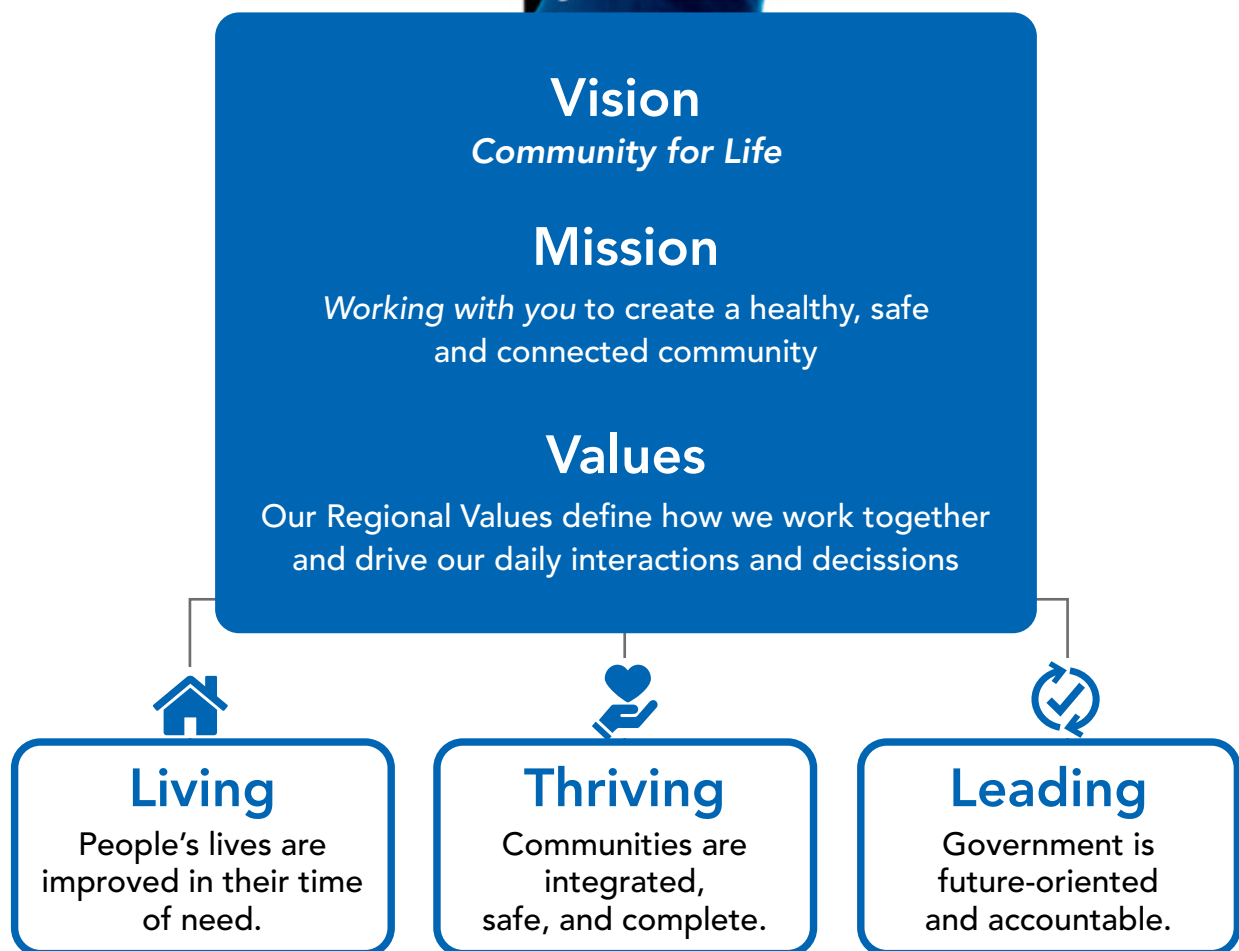 Vision
Community for Life
Mission
Working with you to create a healthy, safe
and connected community
Values
Our Regional Values define how we work together
and drive our daily interactions and decissions
Living
People's lives are
improved in their time
of need.
Thriving
Communities are
integrated,
safe, and complete.
Leading
Government is
future-oriented
and accountable.